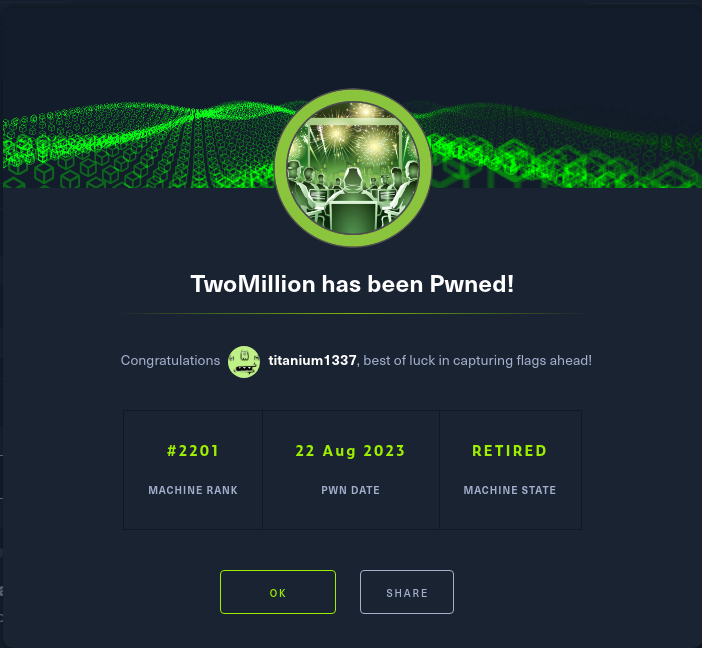 TwoMillion has been Pwned!
Congratulations titanium1337, best of luck in capturing flags ahead!
#2201 22 Aug 2023 RETIRED
MACHINE RANK PWN DATE MACHINE STATE
OK SHARE